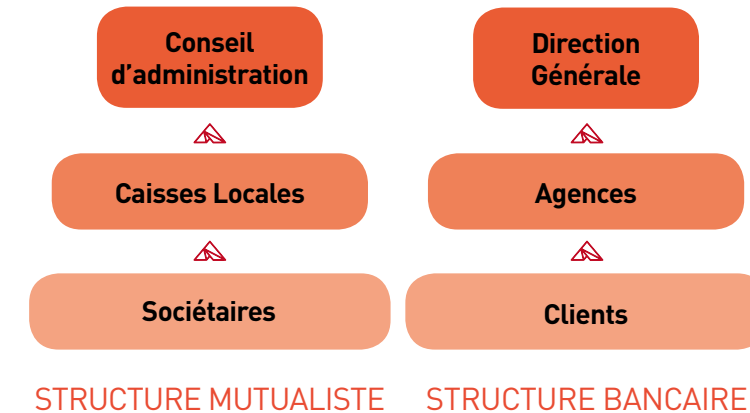 Conseil
d’administration
Caisses Locales
Sociétaires
STRUCTURE MUTUALISTE
Direction
Générale
Agences
Clients
STRUCTURE BANCAIRE